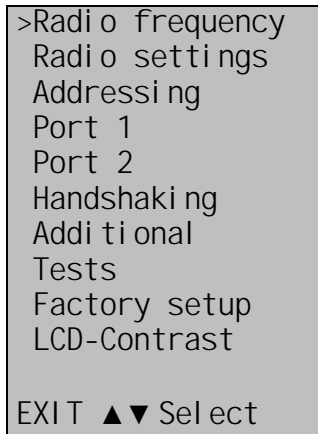 >Radio frequency
Radio settings
Addressing
Port 1
Port 2
Handshaking
Additional
Tests
Factory setup
LCD-Contrast
EXIT ▲▼ Select